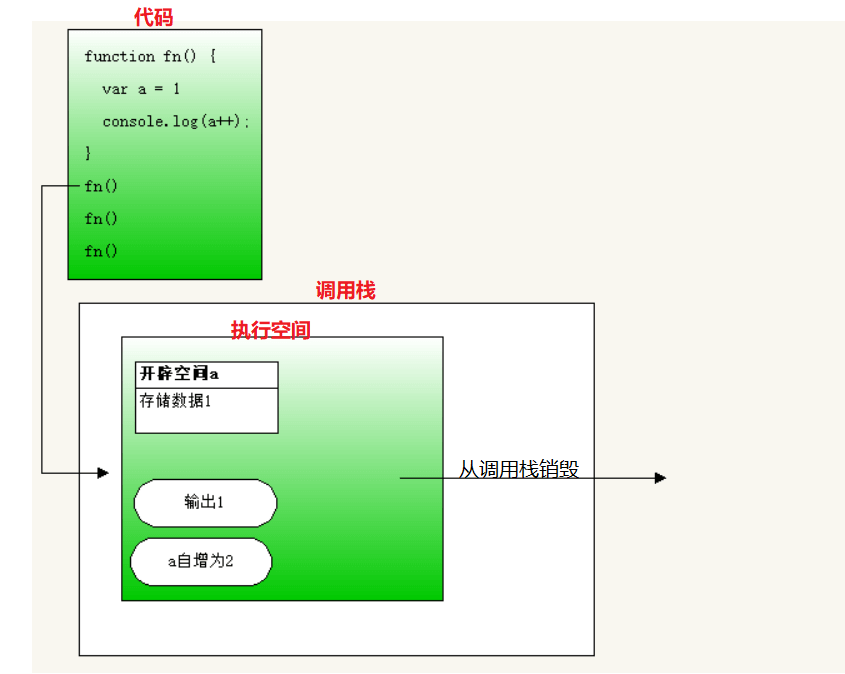 代码
function fn() {
var a = 1
console.log(a++);
}
fn()
fn()
fn()
调用栈
执行空间
开辟空间a
存储数据1
从调用栈销毁
输出1
a自增为2